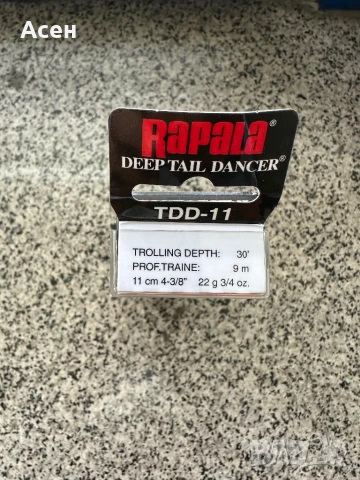 Асен
RAPALA®
DEEP TAIL DANCER®
TDD-11
TROLLING DEPTH: 30'
PROF.TRAINE: 9 m
11 cm 4-3/8" 22 g 3/4 oz.